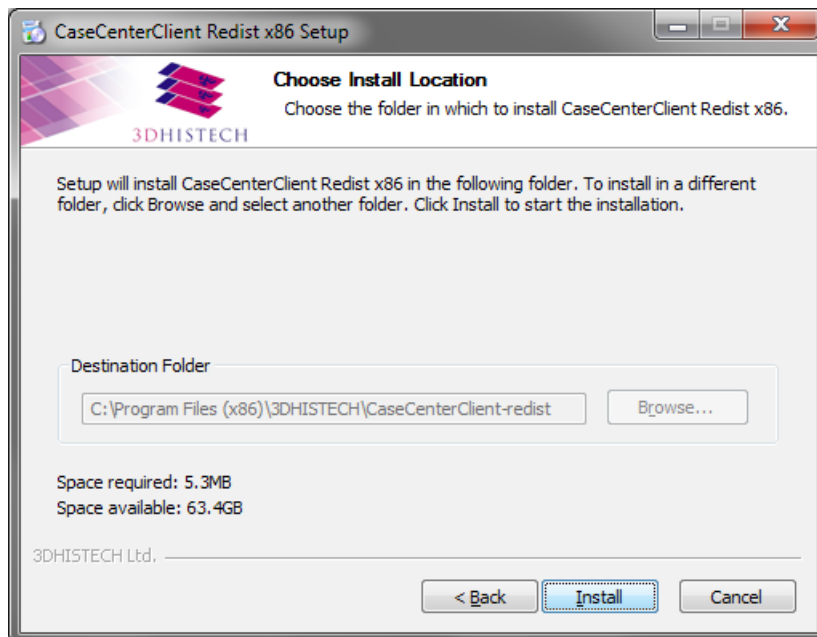 CaseCenterClient Redist x86 Setup
Choose Install Location
Choose the folder in which to install CaseCenterClient Redist x86.
3DHISTECH
Setup will install CaseCenterClient Redist x86 in the following folder. To install in a different
folder, click Browse and select another folder. Click Install to start the installation.
Destination Folder
C:\Program Files (x86)\3DHISTECH\CaseCenterClient-redist
Browse...
Space required: 5.3MB
Space available: 63.4GB
3DHISTECH Ltd.
< Back
Install
Cancel